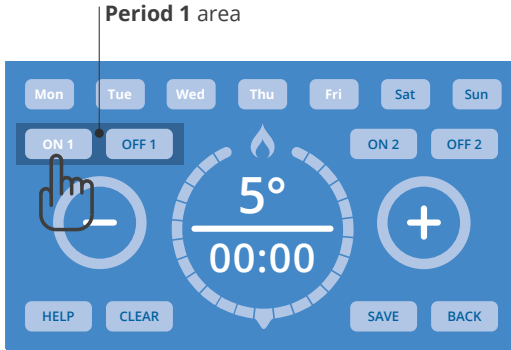 Period 1 area
Mon Tue Wed Thu Fri Sat Sun
ON 1 OFF 1 ON 2 OFF 2
5°
00:00
HELP CLEAR SAVE BACK